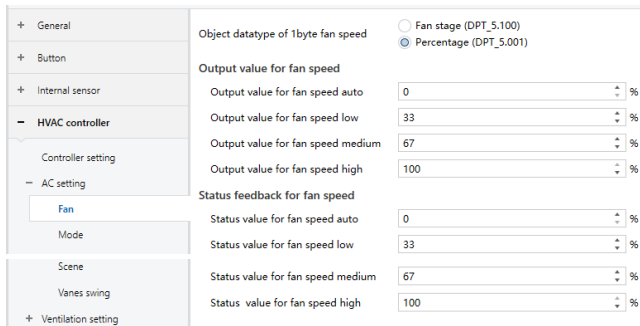 + General
+ Button
+ Internal sensor
− HVAC controller
Controller setting
− AC setting
Fan
Mode
Scene
Vanes swing
+ Ventilation setting
Object datatype of 1byte fan speed
Fan stage (DPT_5.100)
Percentage (DPT_5.001)
Output value for fan speed
Output value for fan speed auto 0 %
Output value for fan speed low 33 %
Output value for fan speed medium 67 %
Output value for fan speed high 100 %
Status feedback for fan speed
Status value for fan speed auto 0 %
Status value for fan speed low 33 %
Status value for fan speed medium 67 %
Status value for fan speed high 100 %